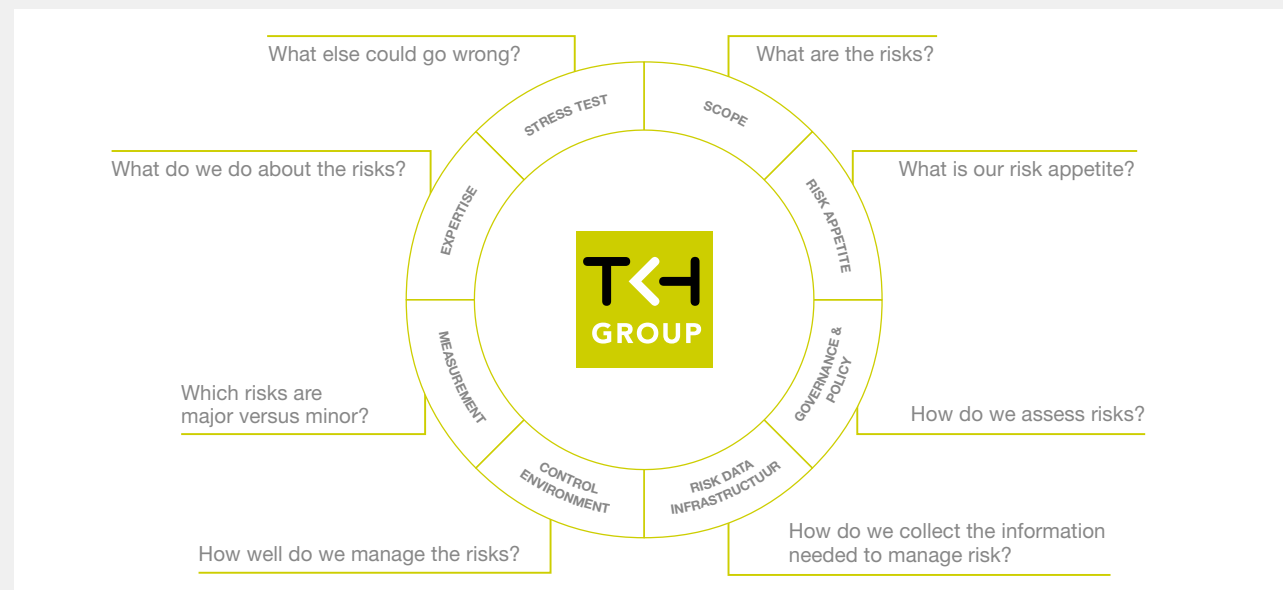 What else could go wrong?
What are the risks?
STRESS TEST
SCOPE
What do we do about the risks?
What is our risk appetite?
EXPERTISE
RISK APPETITE
TKH
GROUP
MEASUREMENT
GOVERNANCE &
POLICY
Which risks are
major versus minor?
How do we assess risks?
CONTROL
ENVIRONMENT
RISK DATA
INFRASTRUCTUUR
How well do we manage the risks?
How do we collect the information
needed to manage risk?